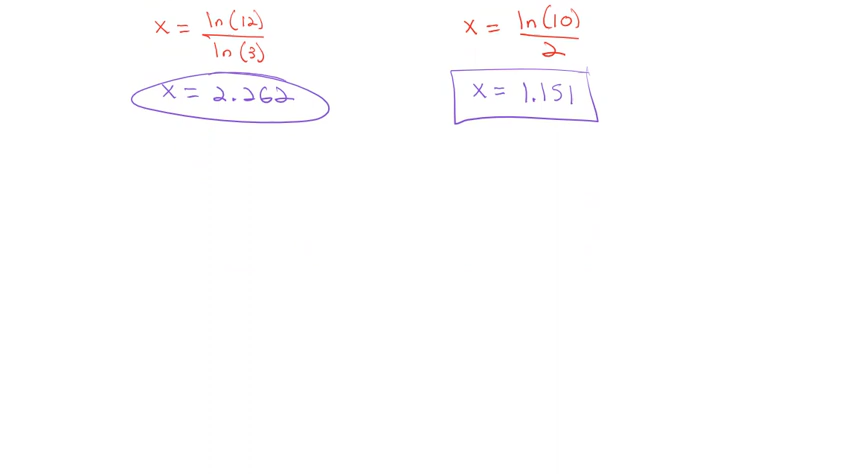 x = ln(12)/ln(3)
x = 2.262
x = ln(10)/2
x = 1.151